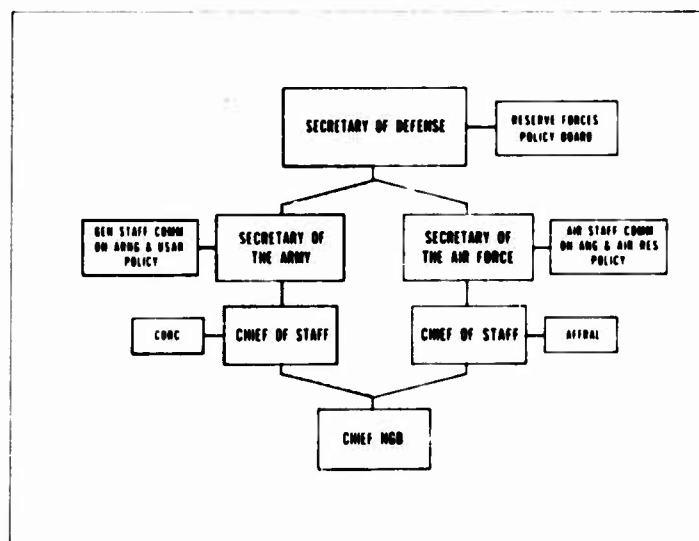 SECRETARY OF DEFENSE
RESERVE FORCES
POLICY BOARD
GEN STAFF COMM
ON ARNG & USAR
POLICY
SECRETARY OF
THE ARMY
SECRETARY OF
THE AIR FORCE
AIR STAFF COMM
ON ANG & AIR RES
POLICY
CHIEF OF STAFF
CHIEF OF STAFF
CHIEF NGB